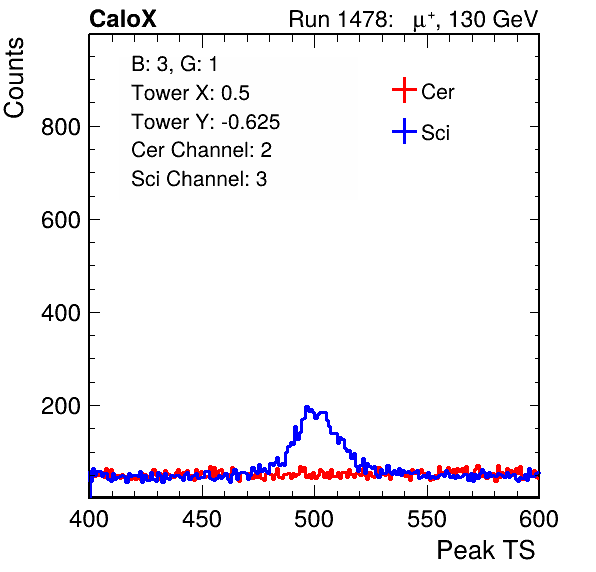 CaloX Run 1478: μ⁺, 130 GeV
Counts
B: 3, G: 1
Tower X: 0.5
Tower Y: -0.625
Cer Channel: 2
Sci Channel: 3
Cer
Sci
800
600
400
200
400 450 500 550 600
Peak TS